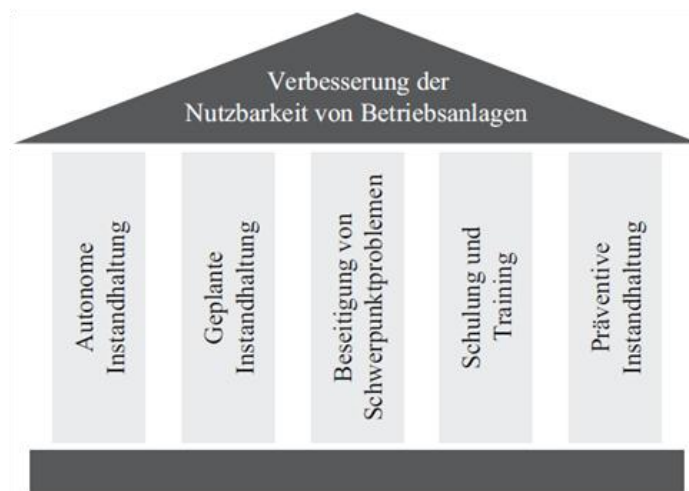 Verbesserung der
Nutzbarkeit von Betriebsanlagen
Autonome
Instandhaltung
Geplante
Instandhaltung
Beseitigung von
Schwerpunktproblemen
Schulung und
Training
Präventive
Instandhaltung